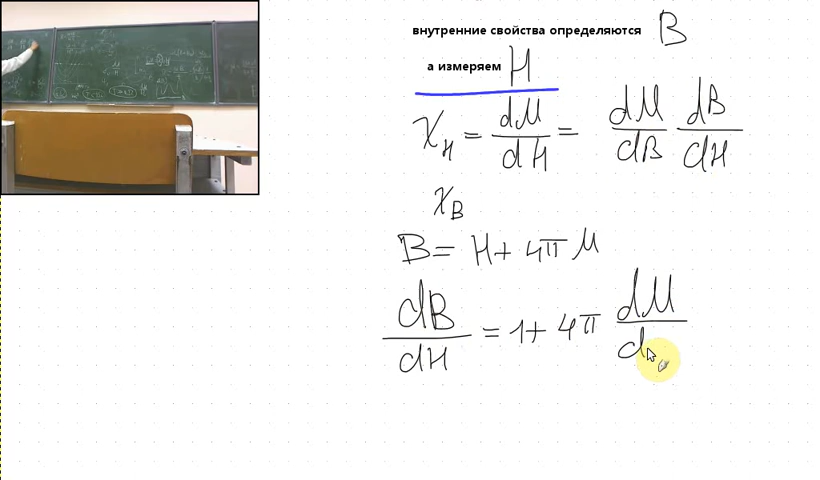 внутренние свойства определяются B
а измеряем H
χ_H = dM/dH = dM/dB dB/dH
χ_B
B = H + 4π M
dB/dH = 1 + 4π dM/d